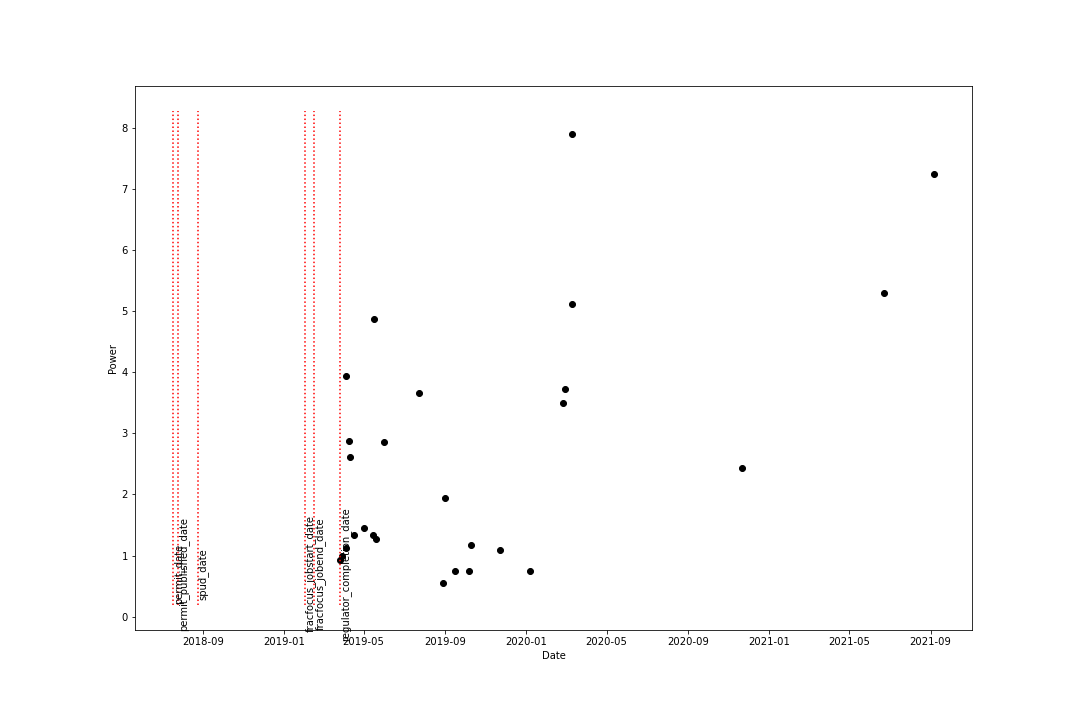 8
7
6
5
4
3
2
1
0
Power
permit_date
permit_published_date
spud_date
fracfocus_jobstart_date
fracfocus_jobend_date
regulator_completion_date
2018-09
2019-01
2019-05
2019-09
2020-01
2020-05
2020-09
2021-01
2021-05
2021-09
Date